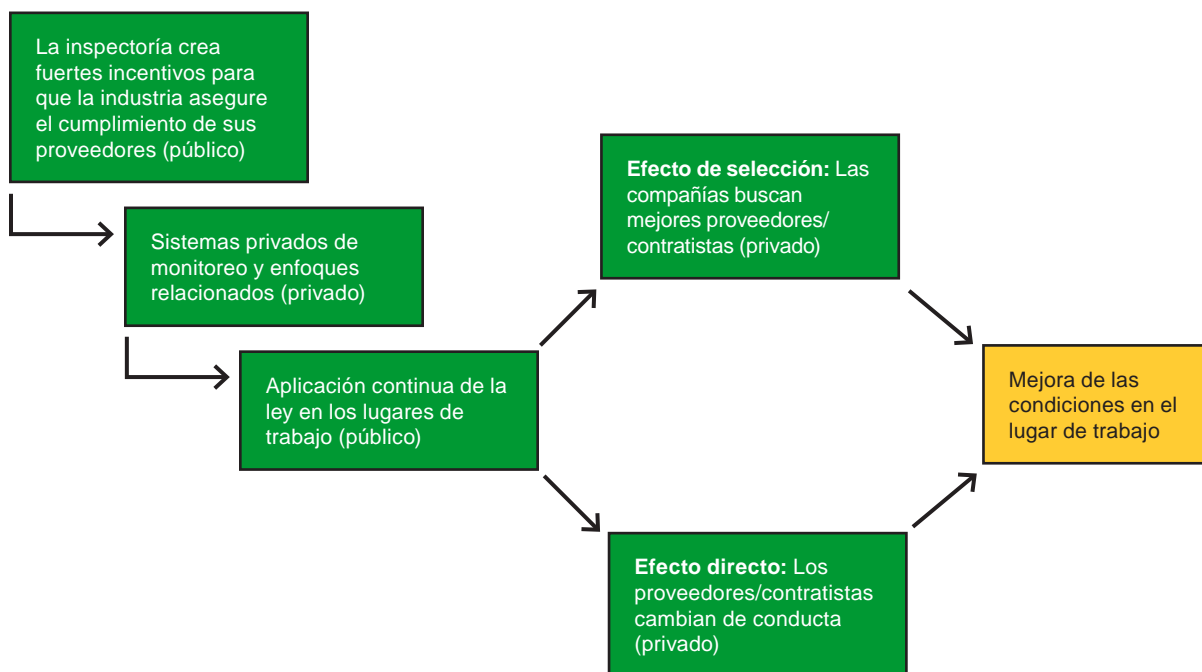 La inspectoría crea
fuertes incentivos para
que la industria asegure
el cumplimiento de sus
proveedores (público)
Sistemas privados de
monitoreo y enfoques
relacionados (privado)
Aplicación continua de la
ley en los lugares de
trabajo (público)
Efecto de selección: Las
compañías buscan
mejores proveedores/
contratistas (privado)
Efecto directo: Los
proveedores/contratistas
cambian de conducta
(privado)
Mejora de las
condiciones en el
lugar de trabajo